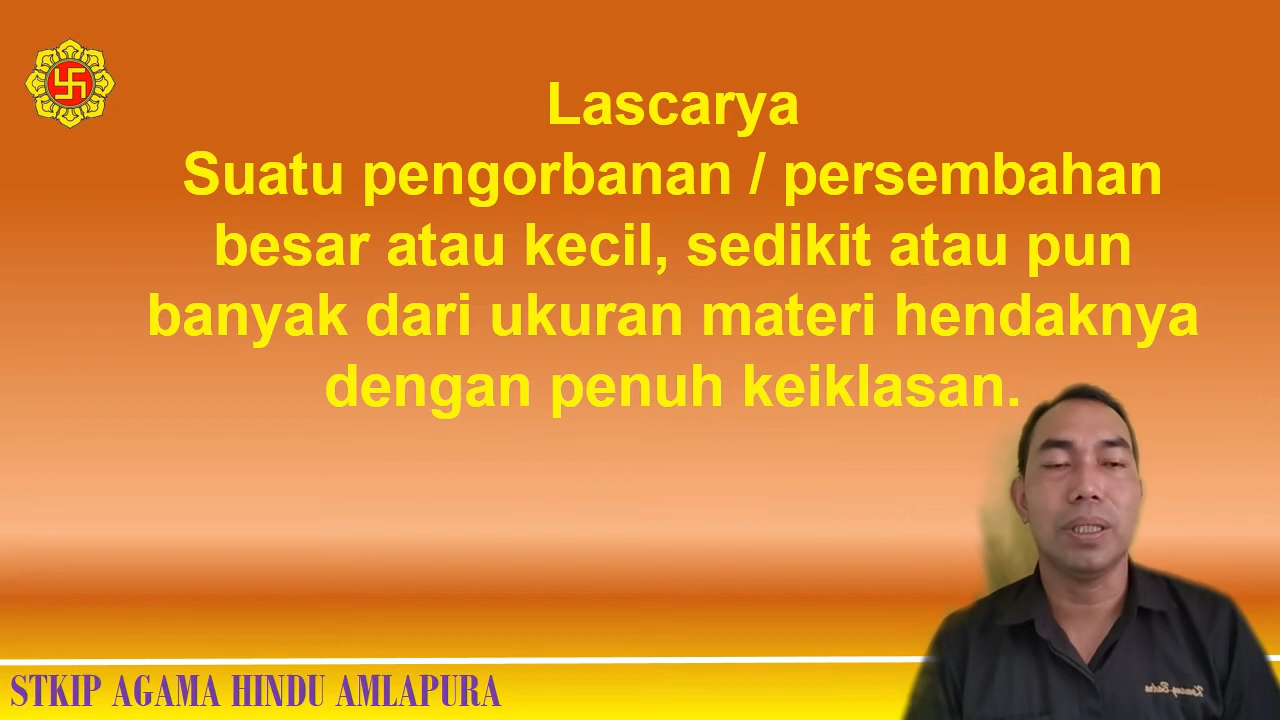 Lascarya
Suatu pengorbanan / persembahan
besar atau kecil, sedikit atau pun
banyak dari ukuran materi hendaknya
dengan penuh keiklasan.
STKIP AGAMA HINDU AMLAPURA